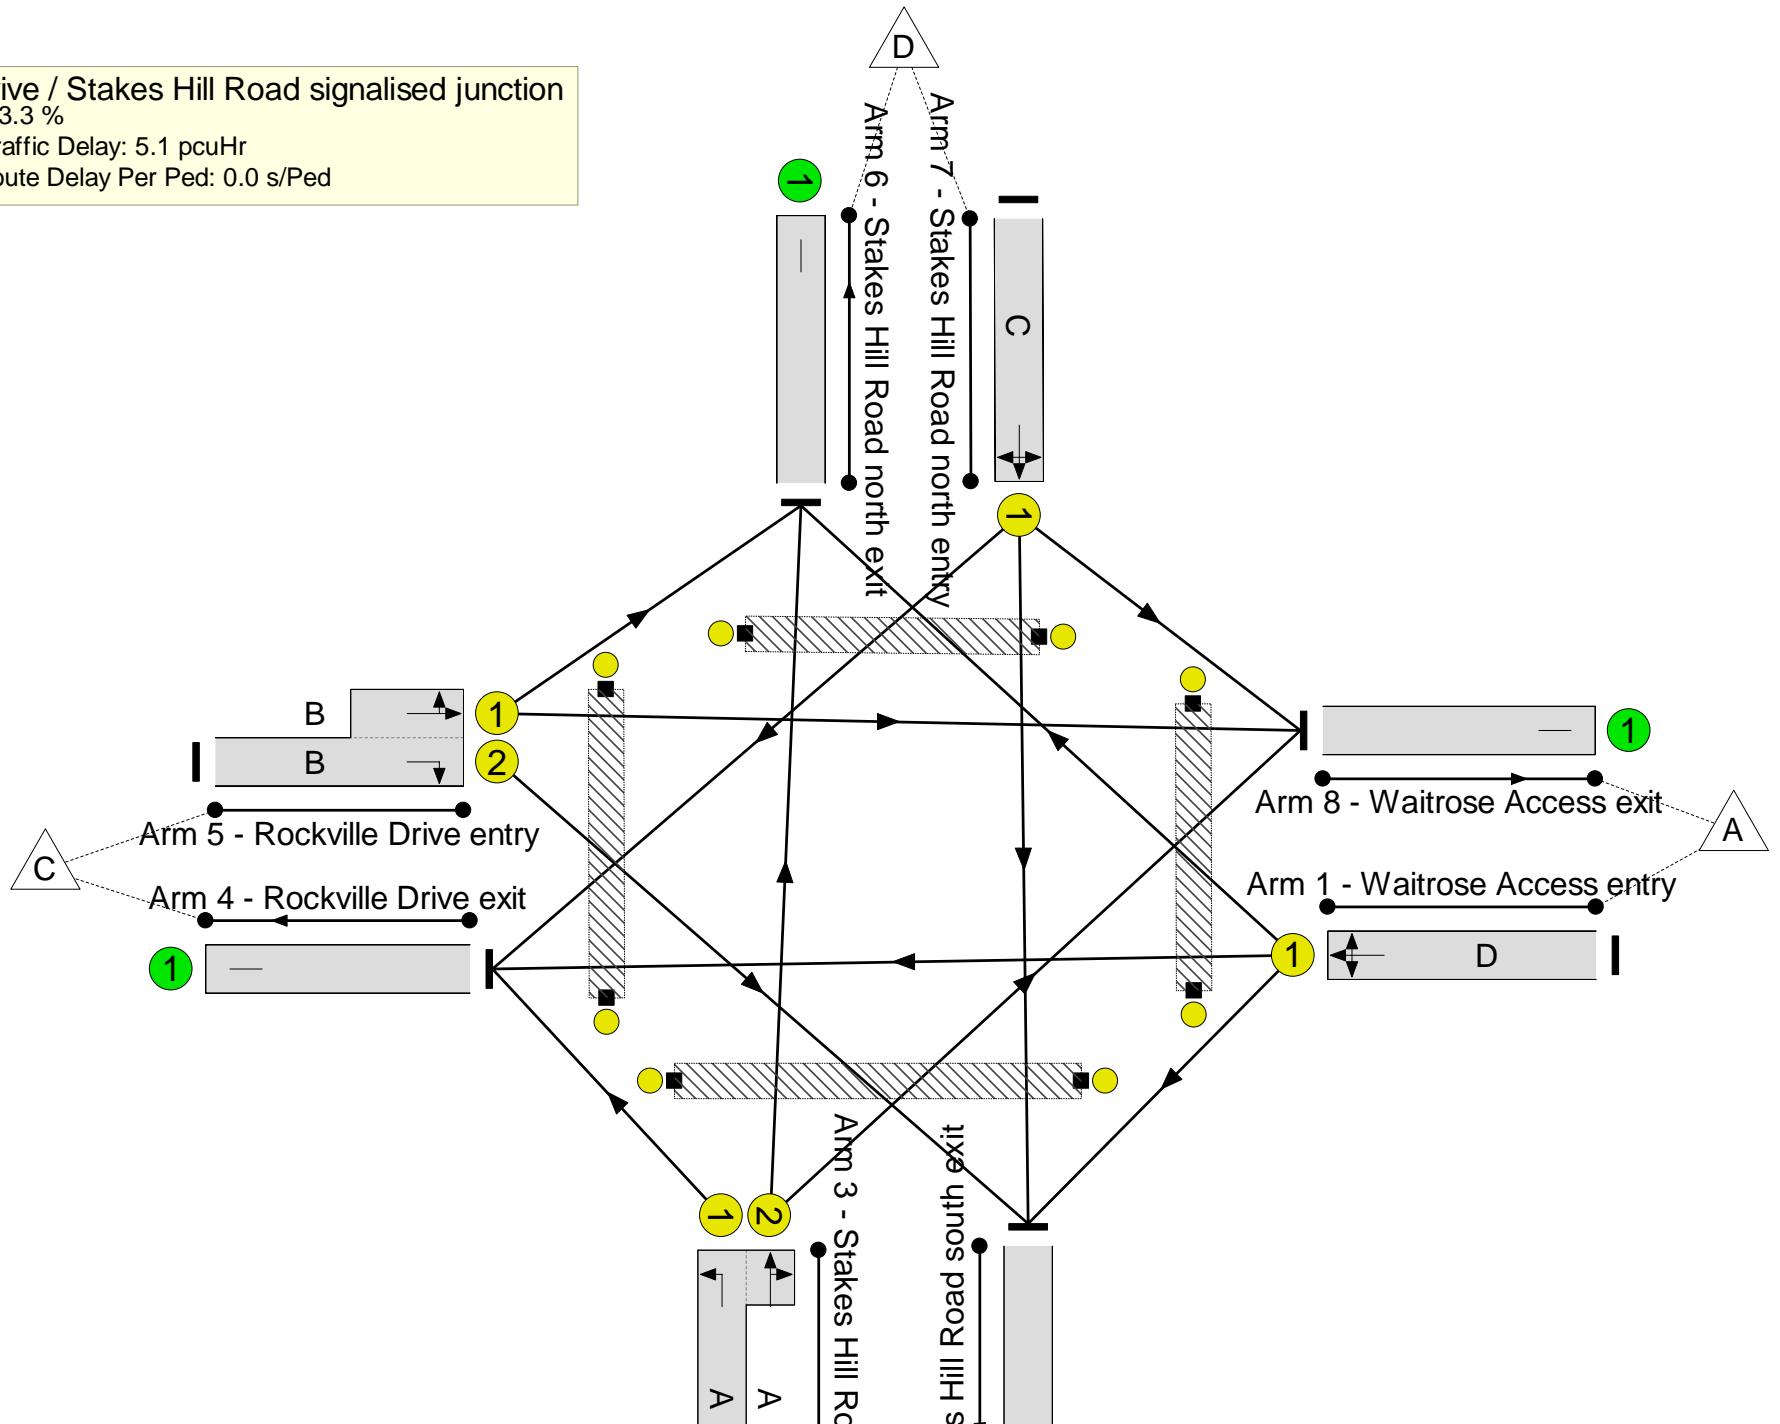 D
rive / Stakes Hill Road signalised junction
3.3 %
raffic Delay: 5.1 pcuHr
oute Delay Per Ped: 0.0 s/Ped
1
Arm 6 - Stakes Hill Road north exit
Arm 7 - Stakes Hill Road north entry
C
1
B
1
B
2
1
Arm 8 - Waitrose Access exit
A
Arm 5 - Rockville Drive entry
C
Arm 4 - Rockville Drive exit
Arm 1 - Waitrose Access entry
1
1
D
1
2
Arm 3 - Stakes Hill Ro
s Hill Road south exit
A
A